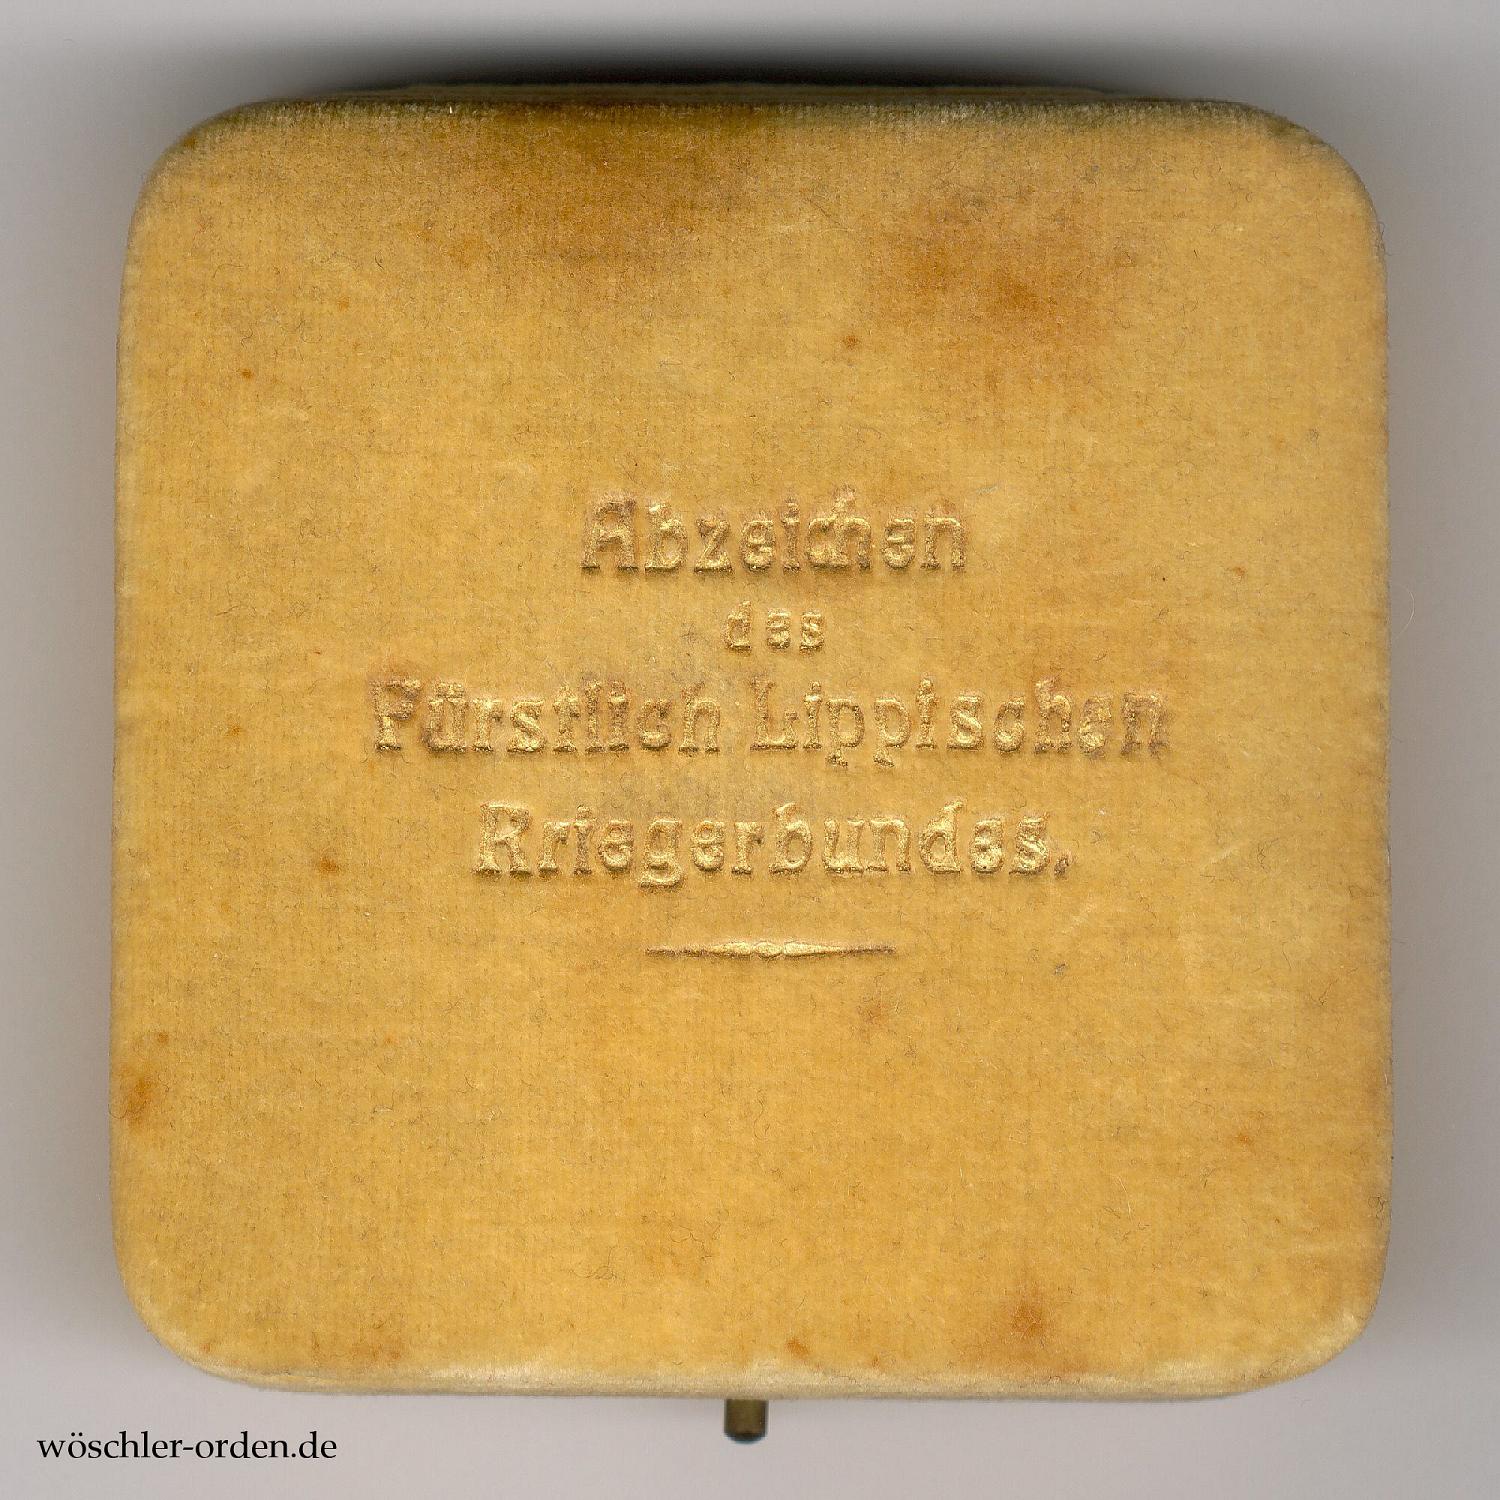 Abzeichen
des
Fürstlich Lippischen
Kriegerbundes.
wöschler-orden.de